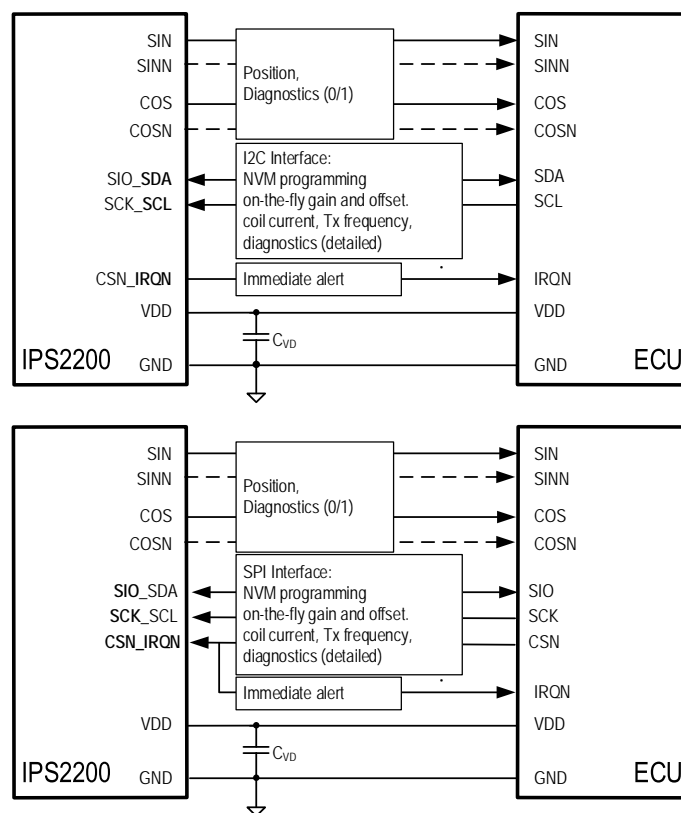 SIN
SINN
COS
COSN
SIO_SDA
SCK_SCL
CSN_IRQN
VDD
GND
IPS2200
Position,
Diagnostics (0/1)
I2C Interface:
NVM programming
on-the-fly gain and offset.
coil current, Tx frequency,
diagnostics (detailed)
Immediate alert
CVD
SIN
SINN
COS
COSN
SDA
SCL
IRQN
VDD
GND
ECU
SIN
SINN
COS
COSN
SIO_SDA
SCK_SCL
CSN_IRQN
VDD
GND
IPS2200
Position,
Diagnostics (0/1)
SPI Interface:
NVM programming
on-the-fly gain and offset.
coil current, Tx frequency,
diagnostics (detailed)
Immediate alert
CVD
SIN
SINN
COS
COSN
SIO
SCK
CSN
IRQN
VDD
GND
ECU